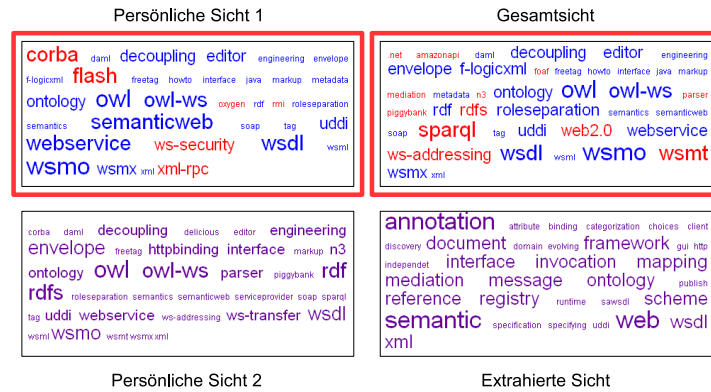 Persönliche Sicht 1
Gesamtsicht
corba daml decoupling editor engineering envelope
f-logicxml flash freetag howto interface java markup metadata
ontology owl owl-ws oxygen rdf rmi roleseparation
semantics semanticweb soap tag uddi
webservice ws-security wsdl wsml
wsmo wsmx xml xml-rpc
.net amazonapi daml decoupling editor engineering
envelope f-logicxml foaf freetag howto interface java markup
mediation metadata n3 ontology owl owl-ws parser
piggybank rdf rdfs roleseparation semantics semanticweb
soap sparql tag uddi web2.0 webservice
ws-addressing wsdl wsml wsmo wsmt
wsmx xml
corba daml decoupling delicious editor engineering
envelope freetag httpbinding interface markup n3
ontology owl owl-ws parser piggybank rdf
rdfs roleseparation semantics semanticweb serviceprovider soap sparql
tag uddi webservice ws-addressing ws-transfer wsdl
wsml wsmo wsmt wsmx xml
annotation attribute binding categorization choices client
discovery document domain evolving framework gui http
independet interface invocation mapping
mediation message ontology publish
reference registry runtime sawsdl scheme
semantic specification specifying uddi web wsdl
xml
Persönliche Sicht 2
Extrahierte Sicht